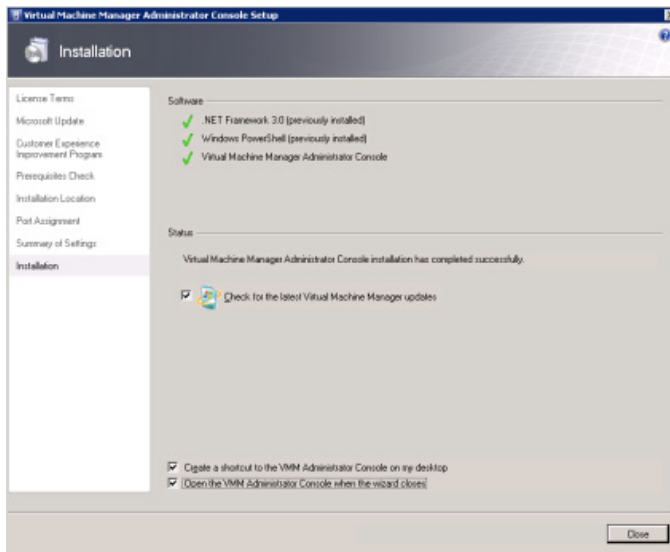 Virtual Machine Manager Administrator Console Setup
Installation
License Terms
Microsoft Update
Customer Experience
Improvement Program
Prerequisites Check
Installation Location
Port Assignment
Summary of Settings
Installation
Software
.NET Framework 3.0 (previously installed)
Windows PowerShell (previously installed)
Virtual Machine Manager Administrator Console
Status
Virtual Machine Manager Administrator Console installation has completed successfully.
Check for the latest Virtual Machine Manager updates
Create a shortcut to the VMM Administrator Console on my desktop
Open the VMM Administrator Console when the wizard closes
Close